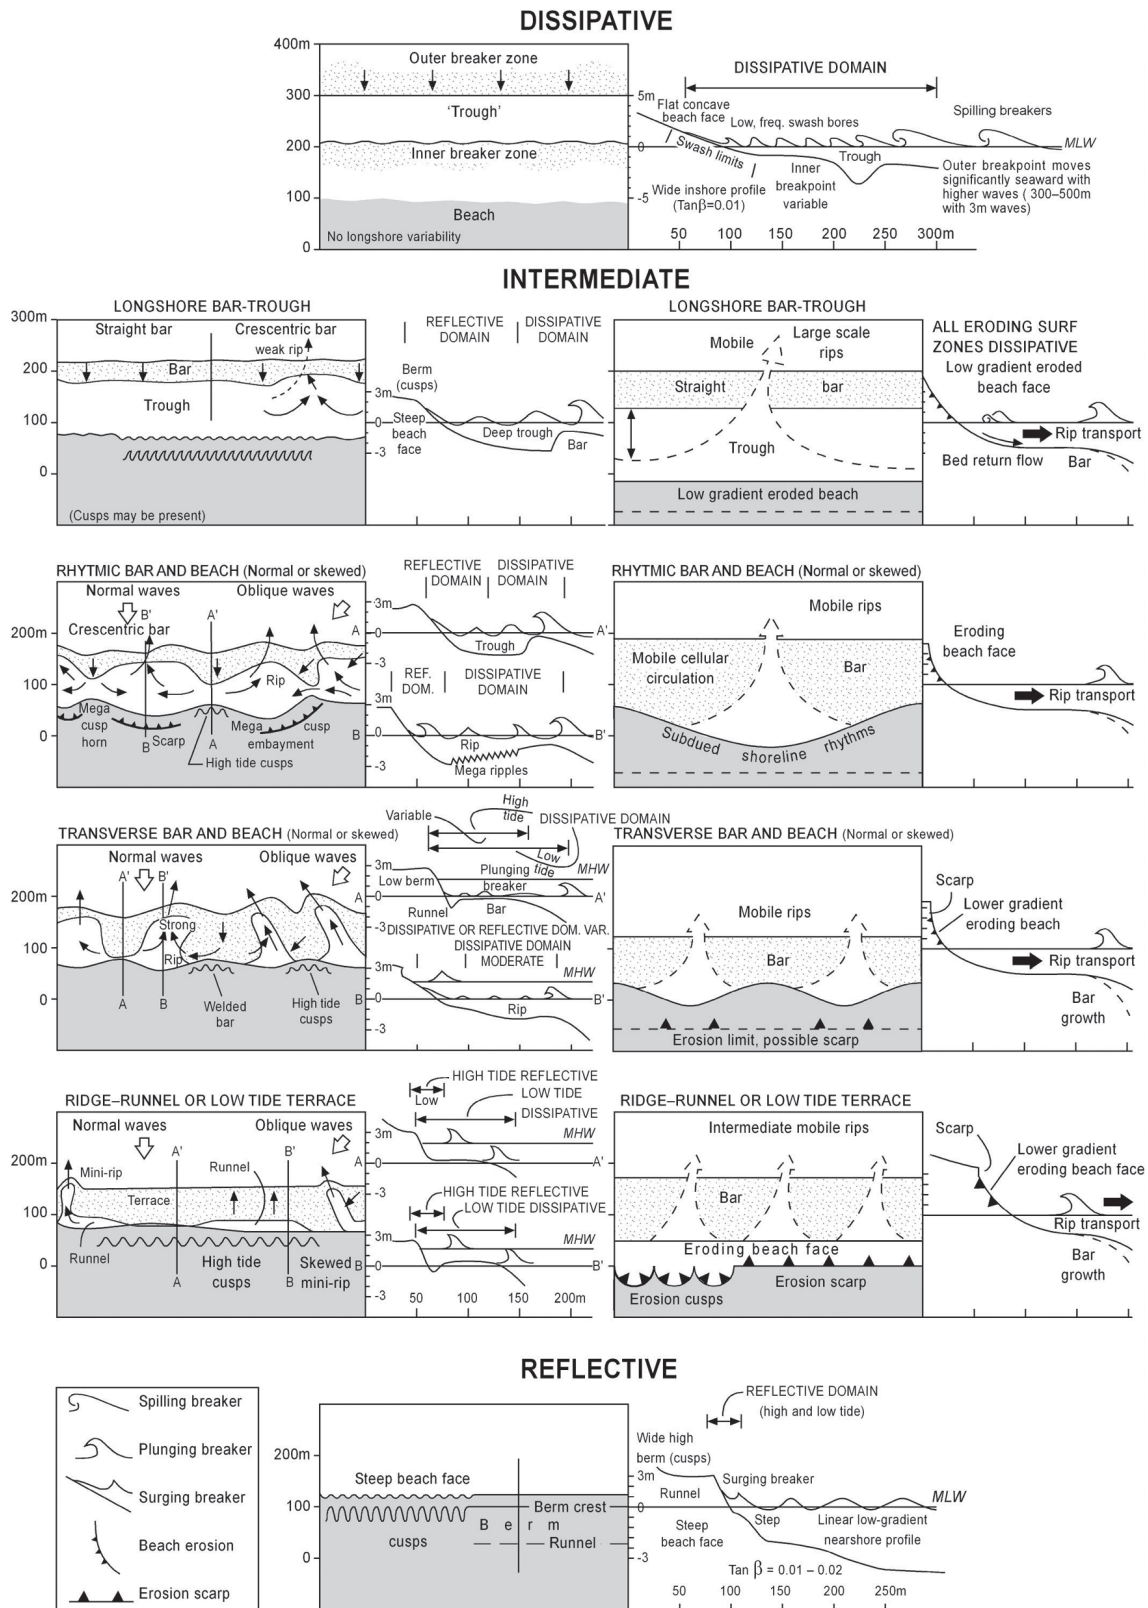 DISSIPATIVE
400m
300
200
100
0
Outer breaker zone
'Trough'
Inner breaker zone
Beach
No longshore variability
DISSIPATIVE DOMAIN
5m
0
-5
Flat concave
beach face
Low, freq. swash bores
Spilling breakers
MLW
Swash limits
Trough
Wide inshore profile
(Tanβ=0.01)
Inner
breakpoint
variable
Outer breakpoint moves
significantly seaward with
higher waves ( 300–500m
with 3m waves)
50 100 150 200 250 300m
INTERMEDIATE
LONGSHORE BAR-TROUGH
300m
200
100
0
Straight bar
Crescentric bar
weak rip
Bar
Trough
(Cusps may be present)
REFLECTIVE
DOMAIN
DISSIPATIVE
DOMAIN
Berm
(cusps)
3m
0
-3
Steep
beach
face
Deep trough
Bar
LONGSHORE BAR-TROUGH
Mobile
Large scale
rips
Straight
bar
Trough
Low gradient eroded beach
ALL ERODING SURF
ZONES DISSIPATIVE
Low gradient eroded
beach face
Rip transport
Bed return flow
Bar
RHYTMIC BAR AND BEACH (Normal or skewed)
Normal waves
Oblique waves
B'
A'
Crescentric bar
200m
100
0
Rip
Mega
cusp
horn
Scarp
B
A
Mega
embayment
cusp
High tide cusps
REFLECTIVE
DOMAIN
DISSIPATIVE
DOMAIN
3m
A
0
A'
-3
Trough
REF.
DOM.
DISSIPATIVE
DOMAIN
3m
B
0
B'
-3
Rip
Mega ripples
RHYTMIC BAR AND BEACH (Normal or skewed)
Mobile rips
Mobile cellular
circulation
Bar
Subdued
shoreline
rhythms
Eroding
beach face
Rip transport
TRANSVERSE BAR AND BEACH (Normal or skewed)
Normal waves
Oblique waves
A'
B'
200m
100
0
Strong
Rip
A
B
Welded
bar
High tide
cusps
Variable
High
tide
DISSIPATIVE DOMAIN
Low
tide
MHW
3m
Low berm
Plunging
breaker
A
0
A'
Runnel
Bar
-3
DISSIPATIVE OR REFLECTIVE DOM. VAR.
DISSIPATIVE DOMAIN
MODERATE
3m
MHW
B
0
B'
Rip
-3
TRANSVERSE BAR AND BEACH (Normal or skewed)
Mobile rips
Bar
Erosion limit, possible scarp
Scarp
Lower gradient
eroding beach
Rip transport
Bar
growth
RIDGE–RUNNEL OR LOW TIDE TERRACE
Normal waves
Oblique waves
A'
B'
200m
100
0
Mini-rip
Runnel
Terrace
Runnel
A
High tide
cusps
B
Skewed
mini-rip
HIGH TIDE REFLECTIVE
Low
LOW TIDE
DISSIPATIVE
3m
MHW
A
0
A'
-3
HIGH TIDE REFLECTIVE
LOW TIDE DISSIPATIVE
3m
MHW
B
0
B'
-3
50 100 150 200m
RIDGE–RUNNEL OR LOW TIDE TERRACE
Intermediate mobile rips
Bar
Eroding beach face
Erosion scarp
Erosion cusps
Scarp
Lower gradient
eroding beach face
Rip transport
Bar
growth
REFLECTIVE
Spilling breaker
Plunging breaker
Surging breaker
Beach erosion
Erosion scarp
200m
100
0
Steep beach face
Berm crest
Berm
cusps
Runnel
REFLECTIVE DOMAIN
(high and low tide)
Wide high
berm (cusps)
3m
Surging breaker
Runnel
0
MLW
Steep
beach face
Step
Linear low-gradient
nearshore profile
-3
Tan β = 0.01 – 0.02
50 100 150 200 250m